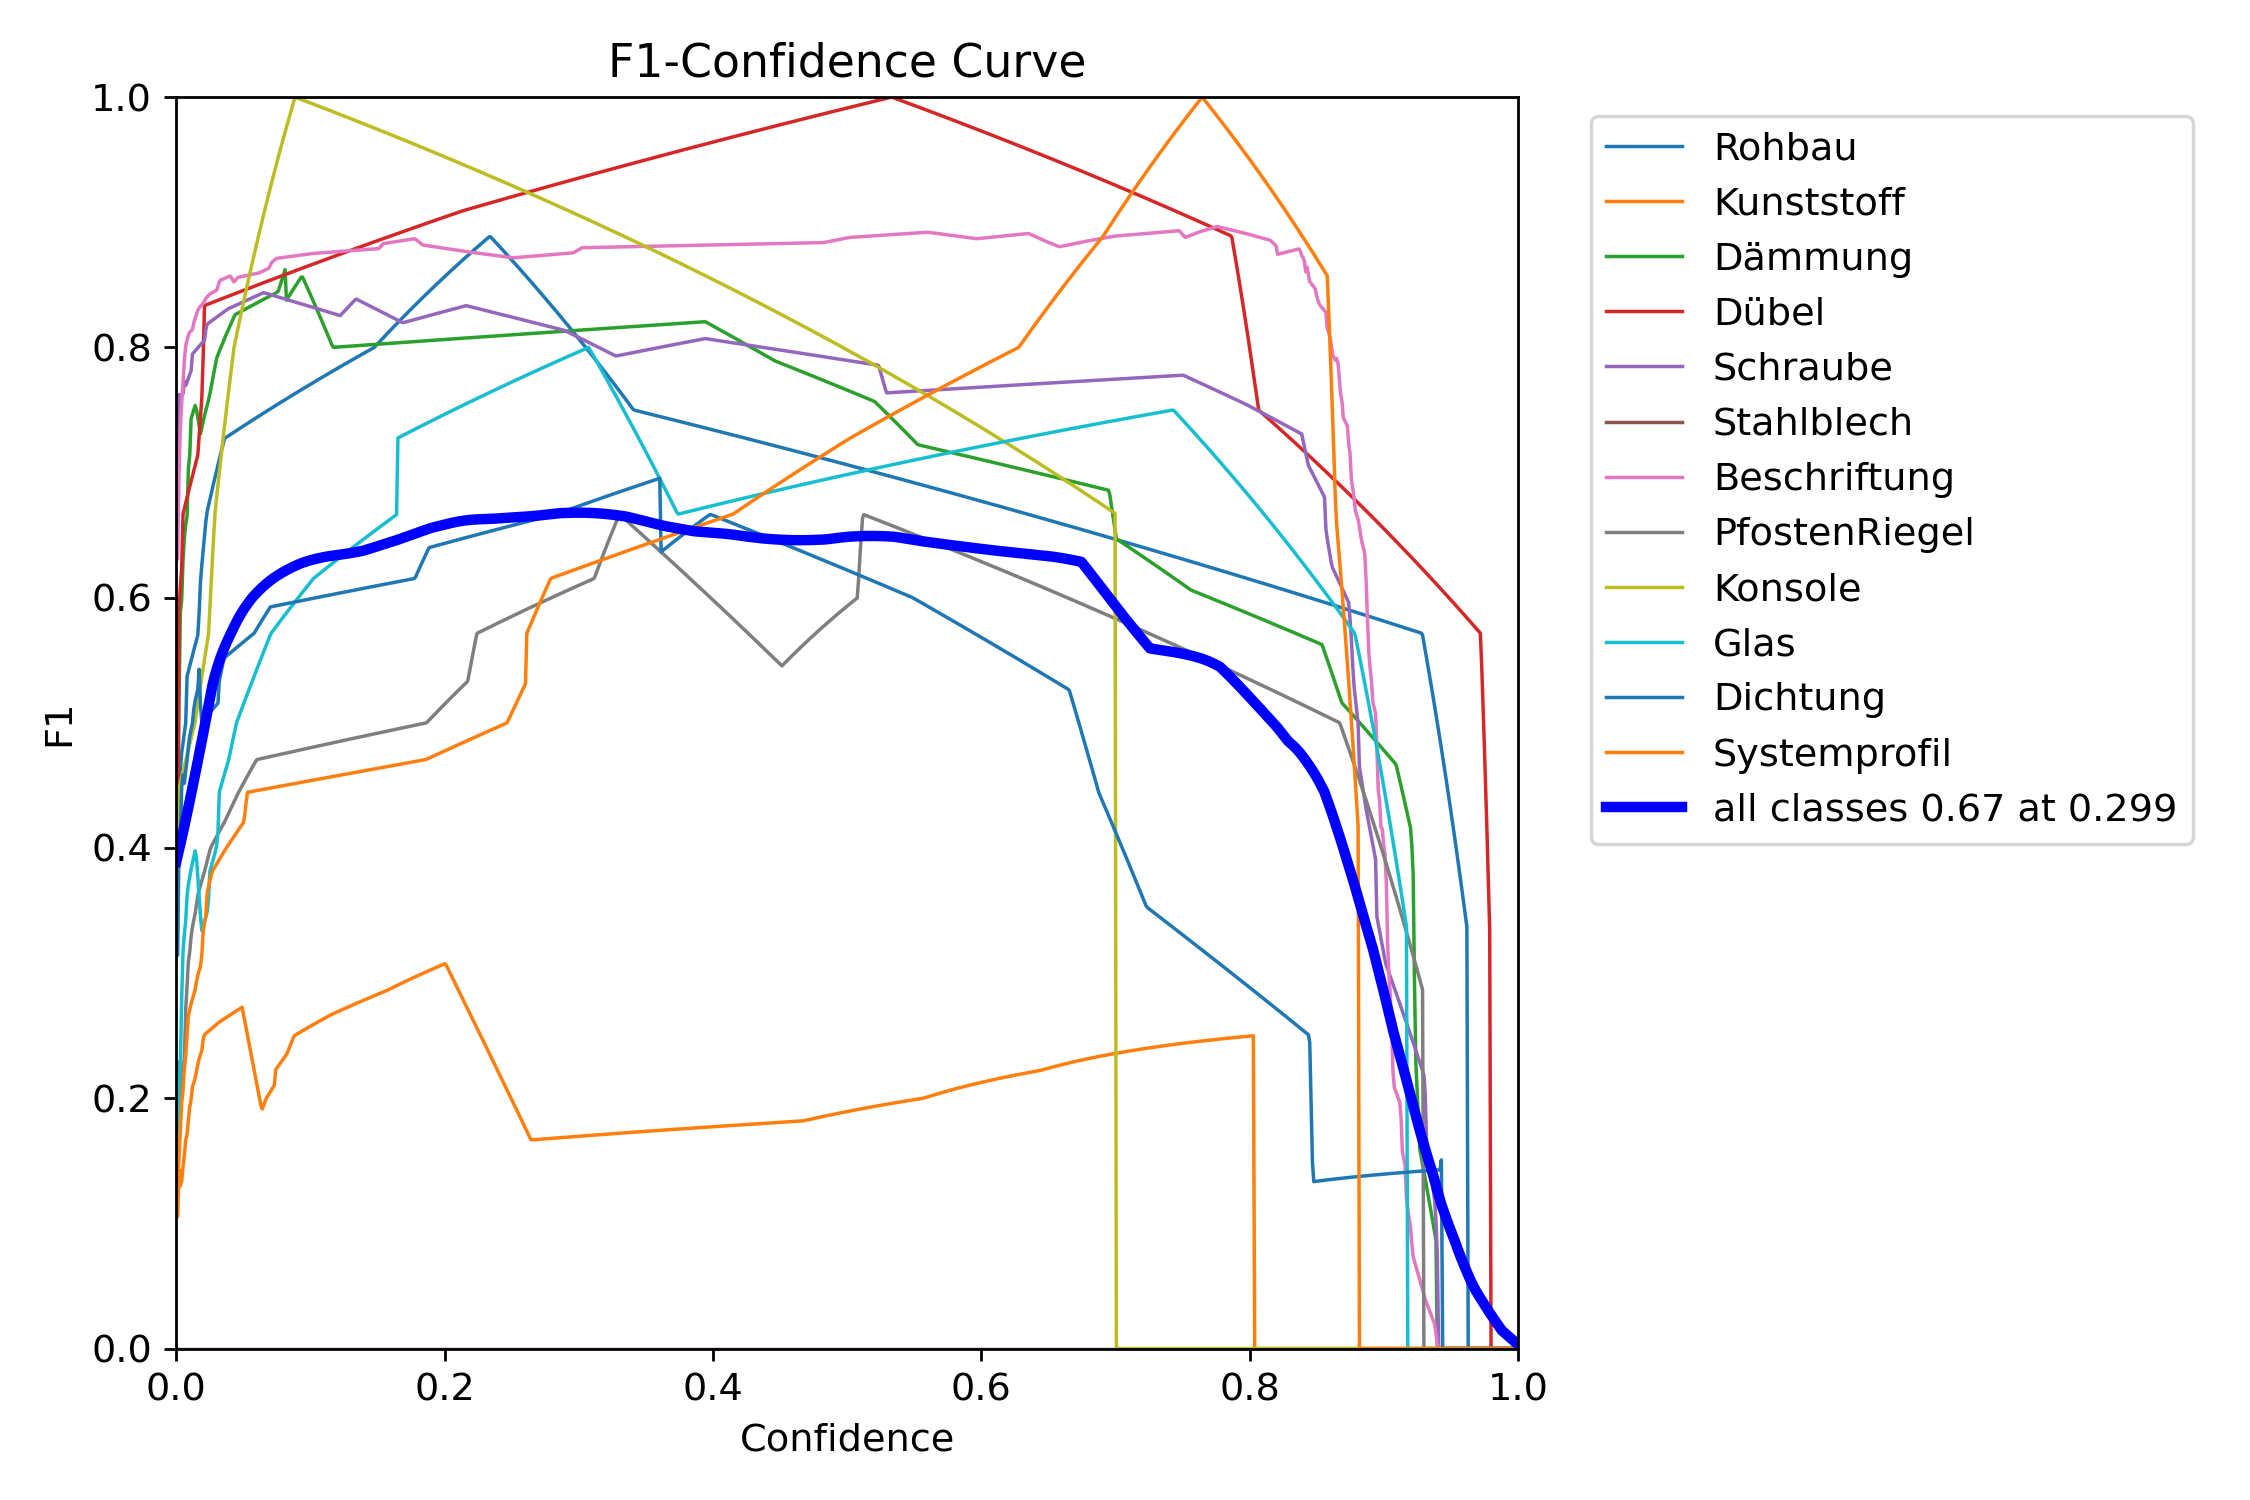 F1-Confidence Curve
1.0
0.8
0.6
0.4
0.2
0.0
F1
0.0 0.2 0.4 0.6 0.8 1.0
Confidence
Rohbau
Kunststoff
Dämmung
Dübel
Schraube
Stahlblech
Beschriftung
PfostenRiegel
Konsole
Glas
Dichtung
Systemprofil
all classes 0.67 at 0.299